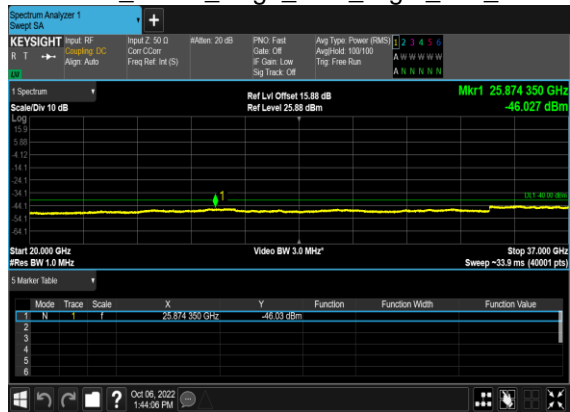 Spectrum Analyzer 1
Swept SA
+
KEYSIGHT Input: RF Input Z: 50 Ω #Atten: 20 dB PNO: Fast Avg Type: Power (RMS) 1 2 3 4 5 6
R T Coupling: DC Corr CCorr Gate: Off Avg|Hold: 100/100 A W W W W W
Align: Auto Freq Ref: Int (S) IF Gain: Low Trig: Free Run A N N N N N
Sig Track: Off
1 Spectrum Ref Lvl Offset 15.88 dB Mkr1 25.874 350 GHz
Scale/Div 10 dB Ref Level 25.88 dBm -46.027 dBm
Log
15.9
5.88
-4.12
-14.1
-24.1
-34.1
1
DL1 -40.00 dBm
-44.1
-54.1
-64.1
Start 20.000 GHz Video BW 3.0 MHz* Stop 37.000 GHz
#Res BW 1.0 MHz Sweep ~33.9 ms (40001 pts)
5 Marker Table
Mode Trace Scale X Y Function Function Width Function Value
1 N 1 f 25.874 350 GHz -46.03 dBm
2
3
4
5
6
? Oct 06, 2022
1:44:06 PM